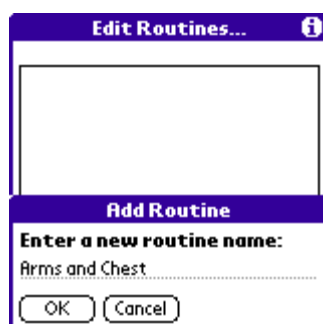 Edit Routines...
Add Routine
Enter a new routine name:
Arms and Chest
OK Cancel